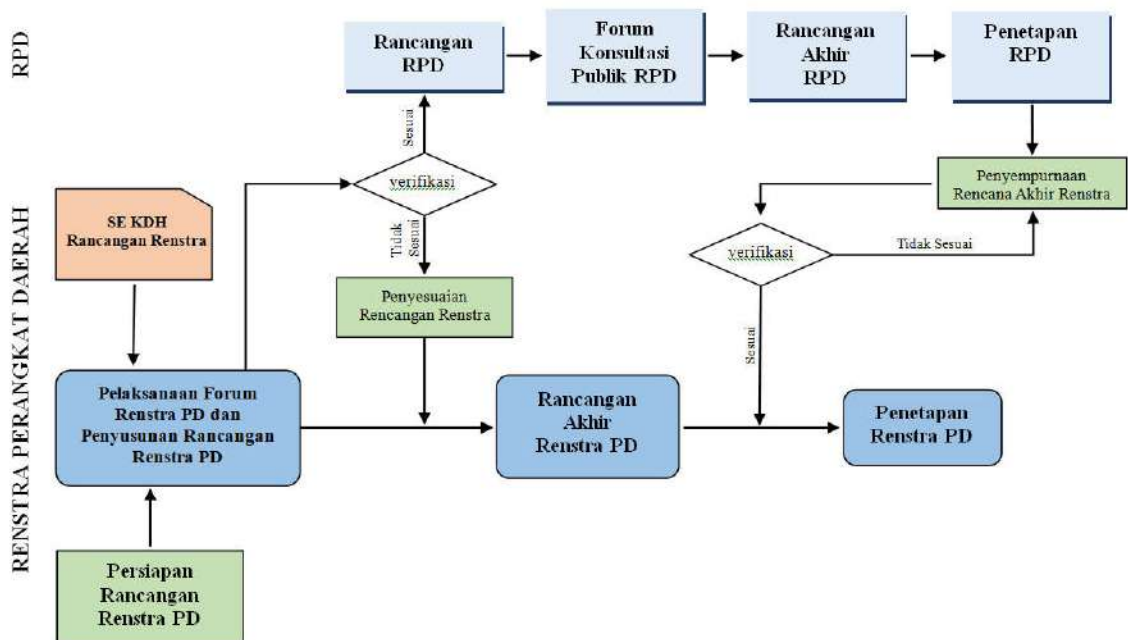 RPD
Rancangan
RPD
Forum
Konsultasi
Publik RPD
Rancangan
Akhir
RPD
Penetapan
RPD
Sesuai
verifikasi
Tidak
Sesuai
Penyesuaian
Rencangan Renstra
Penyempurnaan
Rencana Akhir Renstra
verifikasi
Tidak Sesuai
Sesuai
RENSTRA PERANGKAT DAERAH
SE KDH
Rancangan Renstra
Pelaksanaan Forum
Renstra PD dan
Penyusunan Rancangan
Renstra PD
Rancangan
Akhir
Renstra PD
Penetapan
Renstra PD
Persiapan
Rancangan
Renstra PD